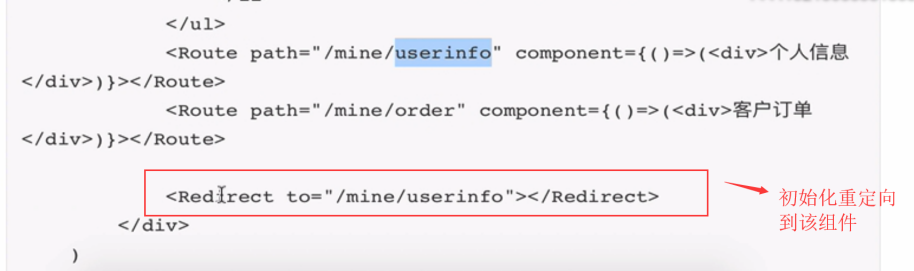 </ul>
<Route path="/mine/userinfo" component={()=>(<div>个人信息
</div>)}></Route>
<Route path="/mine/order" component={()=>(<div>客户订单
</div>)}></Route>
<Redirect to="/mine/userinfo"></Redirect>
初始化重定向
到该组件
</div>
)